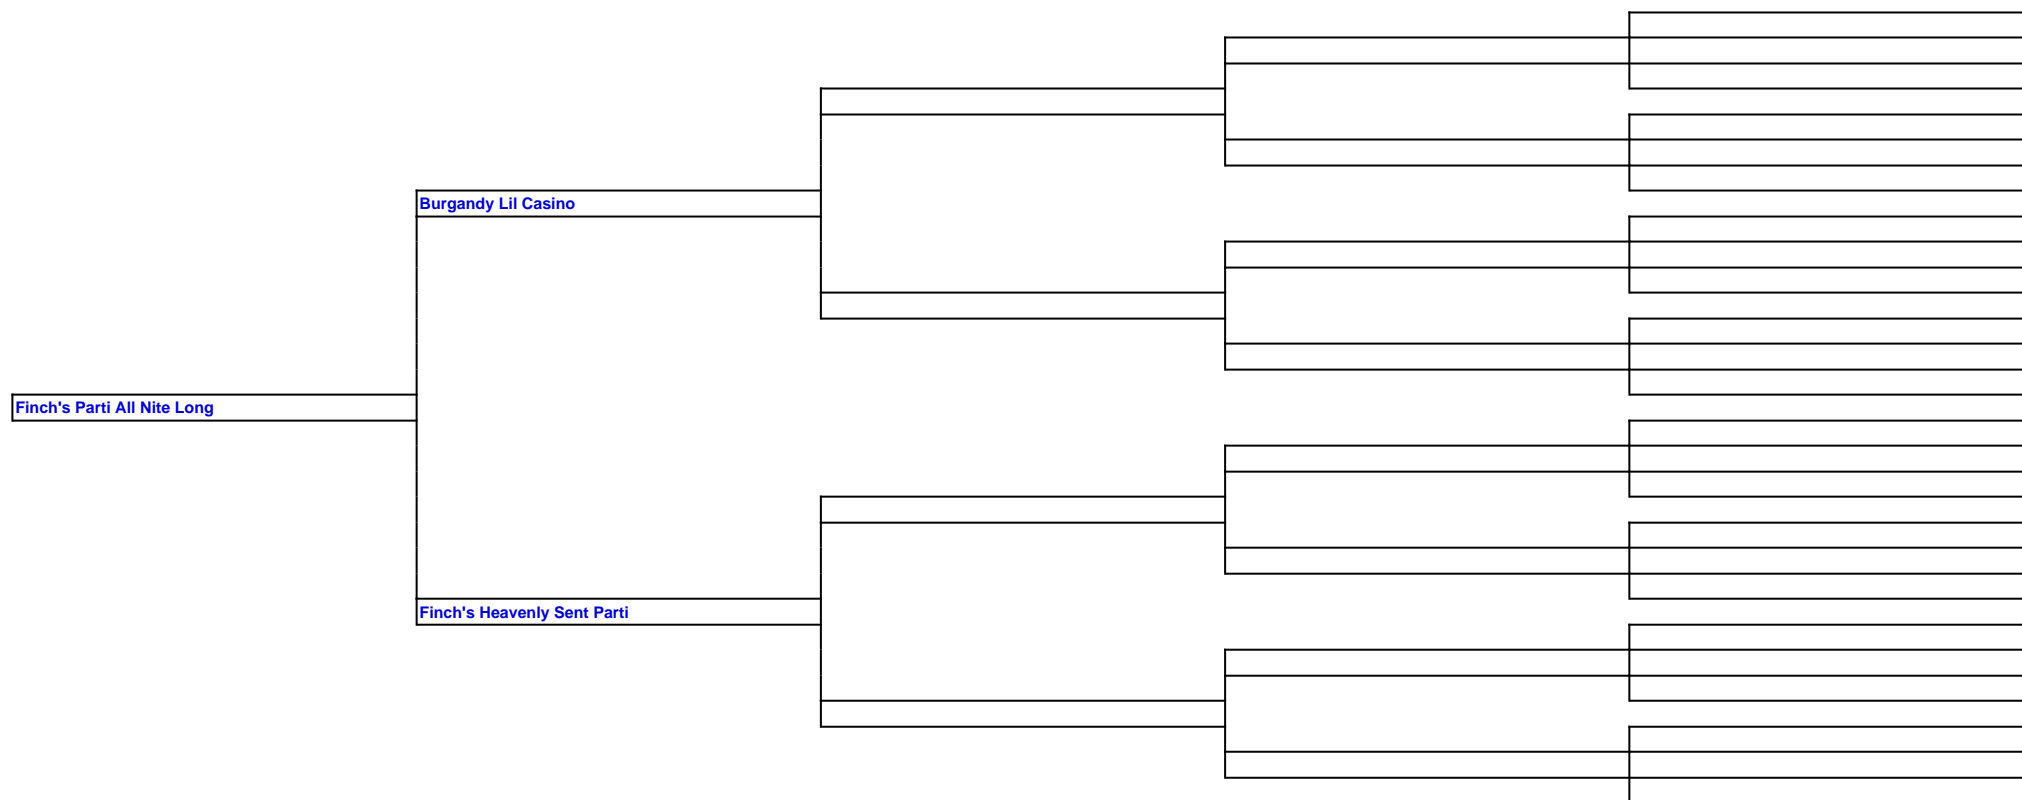 Burgandy Lil Casino
Finch's Parti All Nite Long
Finch's Heavenly Sent Parti